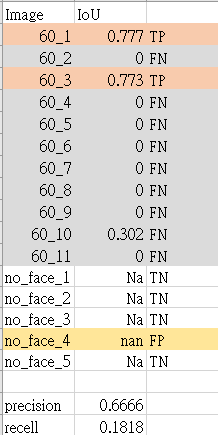 Image IoU
60_1 0.777 TP
60_2 0 FN
60_3 0.773 TP
60_4 0 FN
60_5 0 FN
60_6 0 FN
60_7 0 FN
60_8 0 FN
60_9 0 FN
60_10 0.302 FN
60_11 0 FN
no_face_1 Na TN
no_face_2 Na TN
no_face_3 Na TN
no_face_4 nan FP
no_face_5 Na TN
precision 0.6666
recell 0.1818